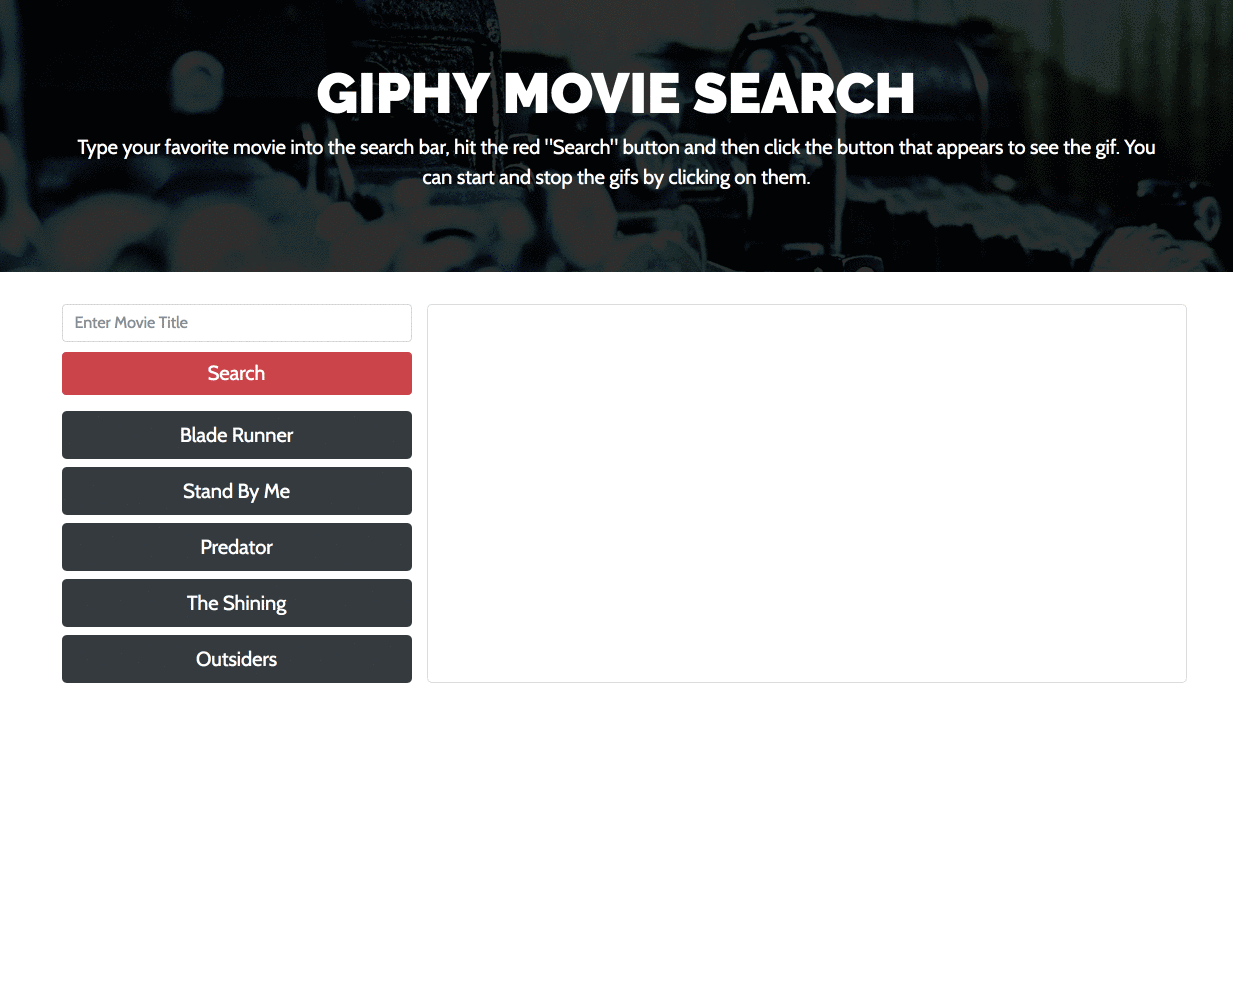 GIPHY MOVIE SEARCH
Type your favorite movie into the search bar, hit the red "Search" button and then click the button that appears to see the gif. You
can start and stop the gifs by clicking on them.
Enter Movie Title
Search
Blade Runner
Stand By Me
Predator
The Shining
Outsiders